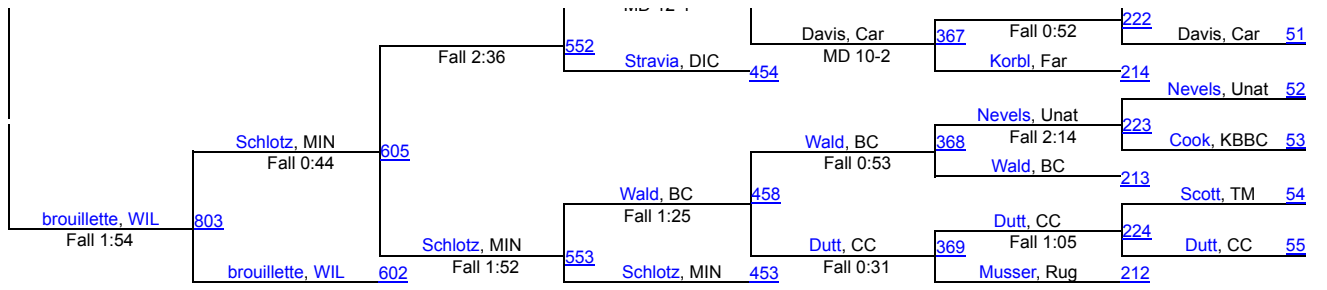 222
Davis, Car
367
Fall 0:52
Davis, Car 51
552
MD 10-2
Fall 2:36
Stravia, DIC
454
Korbl, Far
214
Nevels, Unat 52
Nevels, Unat
223
Schlotz, MIN
Wald, BC
368
Fall 2:14
Cook, KBBC 53
605
Fall 0:44
Fall 0:53
Wald, BC
213
Wald, BC
458
Scott, TM 54
brouillette, WIL
803
Fall 1:25
Dutt, CC
224
Fall 1:54
Schlotz, MIN
553
Dutt, CC
369
Fall 1:05
Dutt, CC 55
Fall 1:52
Fall 0:31
brouillette, WIL 602
Schlotz, MIN 453
Musser, Rug 212